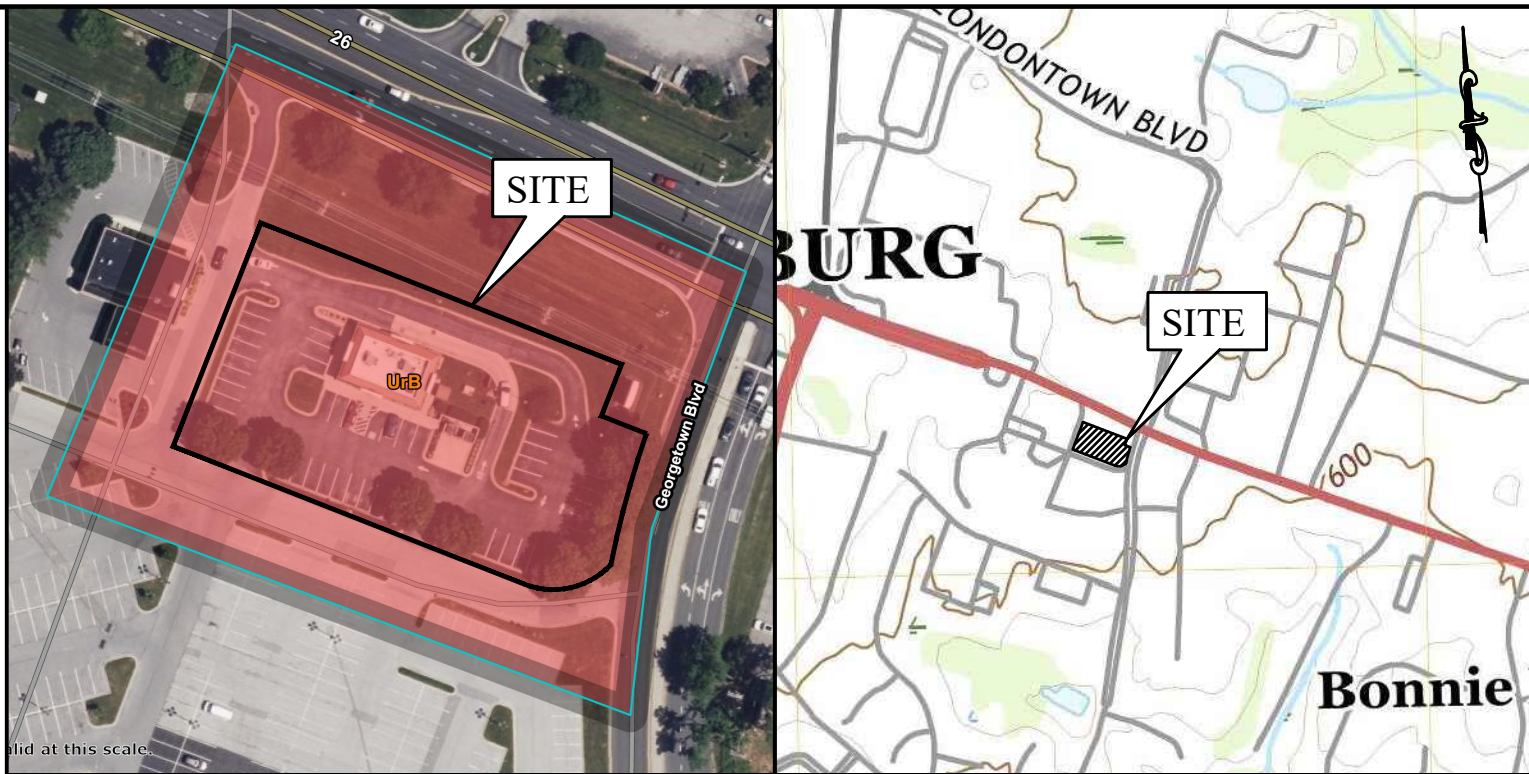 26
SITE
UrB
Georgetown Blvd
alid at this scale.
LONDONTOWN BLVD
BURG
SITE
600
Bonnie